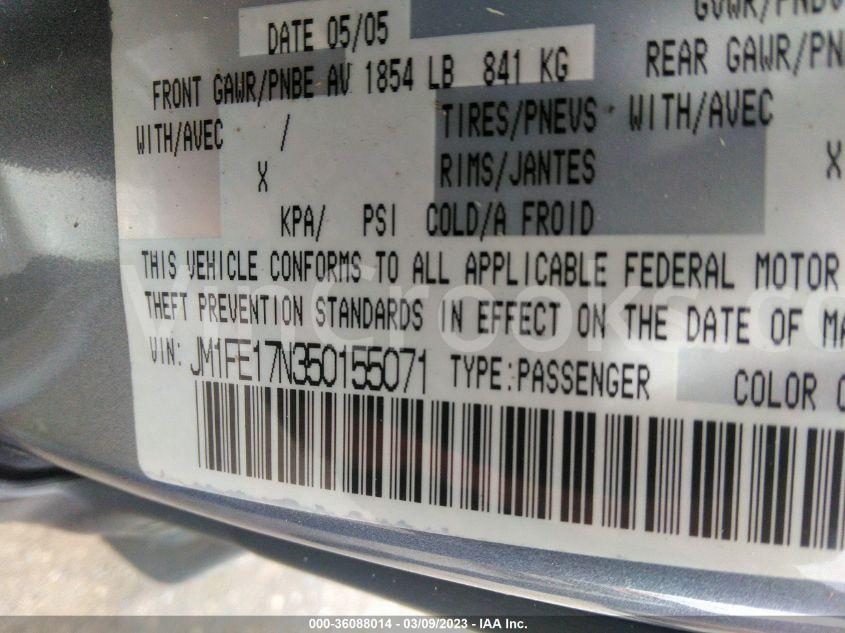 GVWR/PNBV
DATE 05/05
FRONT GAWR/PNBE AV 1854 LB 841 KG REAR GAWR/PN
WITH/AVEC / TIRES/PNEUS WITH/AVEC
X RIMS/JANTES X
KPA/ PSI COLD/A FROID
THIS VEHICLE CONFORMS TO ALL APPLICABLE FEDERAL MOTOR
THEFT PREVENTION STANDARDS IN EFFECT ON THE DATE OF MA
VIN: JM1FE17N350155071 TYPE:PASSENGER COLOR C
VinCrooks.co
000-36088014 - 03/09/2023 - IAA Inc.